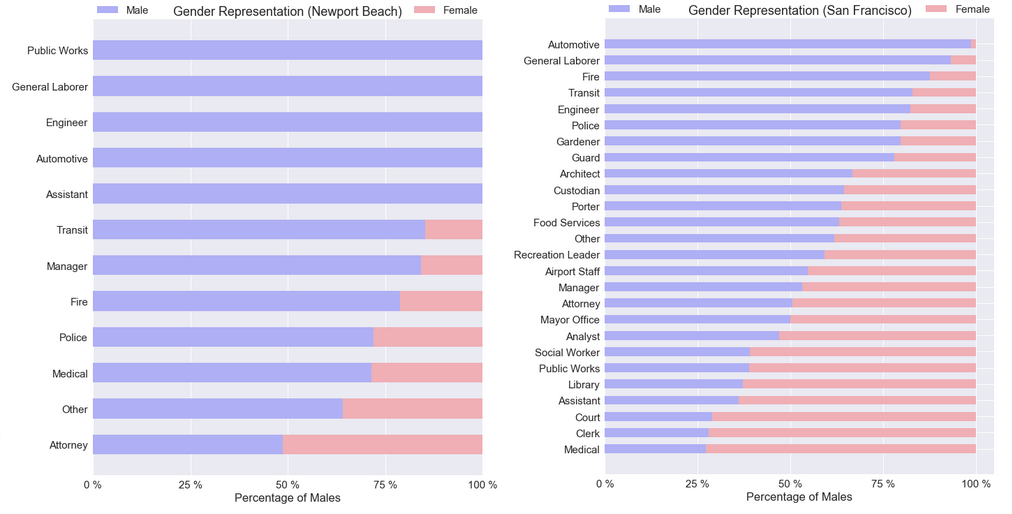 Male Gender Representation (Newport Beach) Female
Public Works
General Laborer
Engineer
Automotive
Assistant
Transit
Manager
Fire
Police
Medical
Other
Attorney
0 % 25 % 50 % 75 % 100 %
Percentage of Males
Male Gender Representation (San Francisco) Female
Automotive
General Laborer
Fire
Transit
Engineer
Police
Gardener
Guard
Architect
Custodian
Porter
Food Services
Other
Recreation Leader
Airport Staff
Manager
Attorney
Mayor Office
Analyst
Social Worker
Public Works
Library
Assistant
Court
Clerk
Medical
0 % 25 % 50 % 75 % 100 %
Percentage of Males